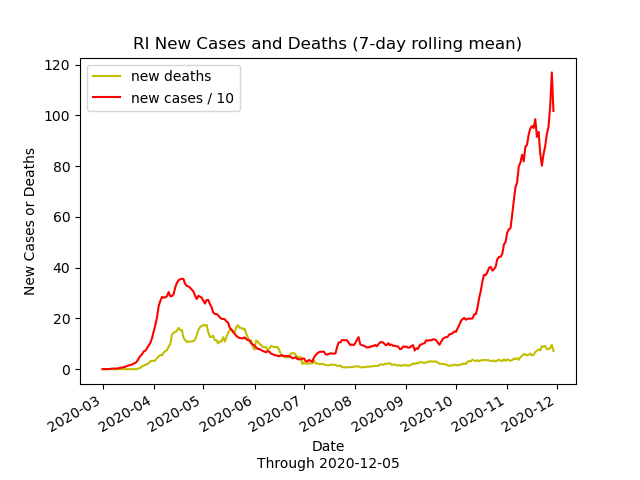 RI New Cases and Deaths (7-day rolling mean)
new deaths
new cases / 10
120
100
80
60
40
20
0
New Cases or Deaths
2020-03
2020-04
2020-05
2020-06
2020-07
2020-08
2020-09
2020-10
2020-11
2020-12
Date
Through 2020-12-05